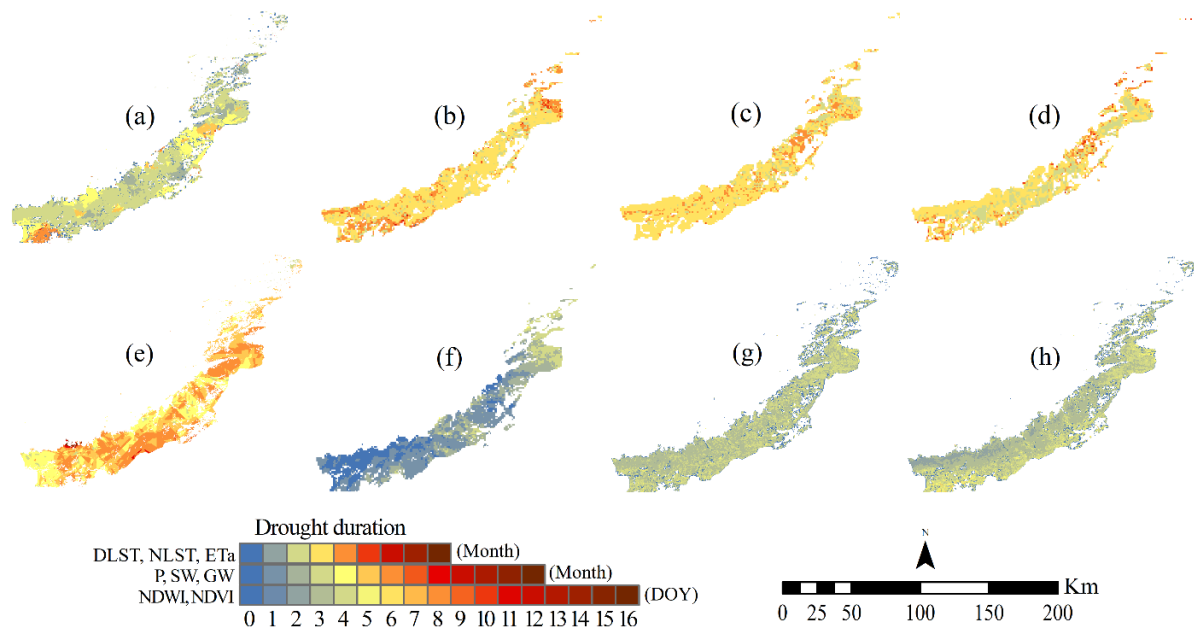 (a)
(b)
(c)
(d)
(e)
(f)
(g)
(h)
Drought duration
DLST, NLST, ETa (Month)
P, SW, GW (Month)
NDWI, NDVI (DOY)
0 1 2 3 4 5 6 7 8 9 10 11 12 13 14 15 16
N
Km
0 25 50 100 150 200